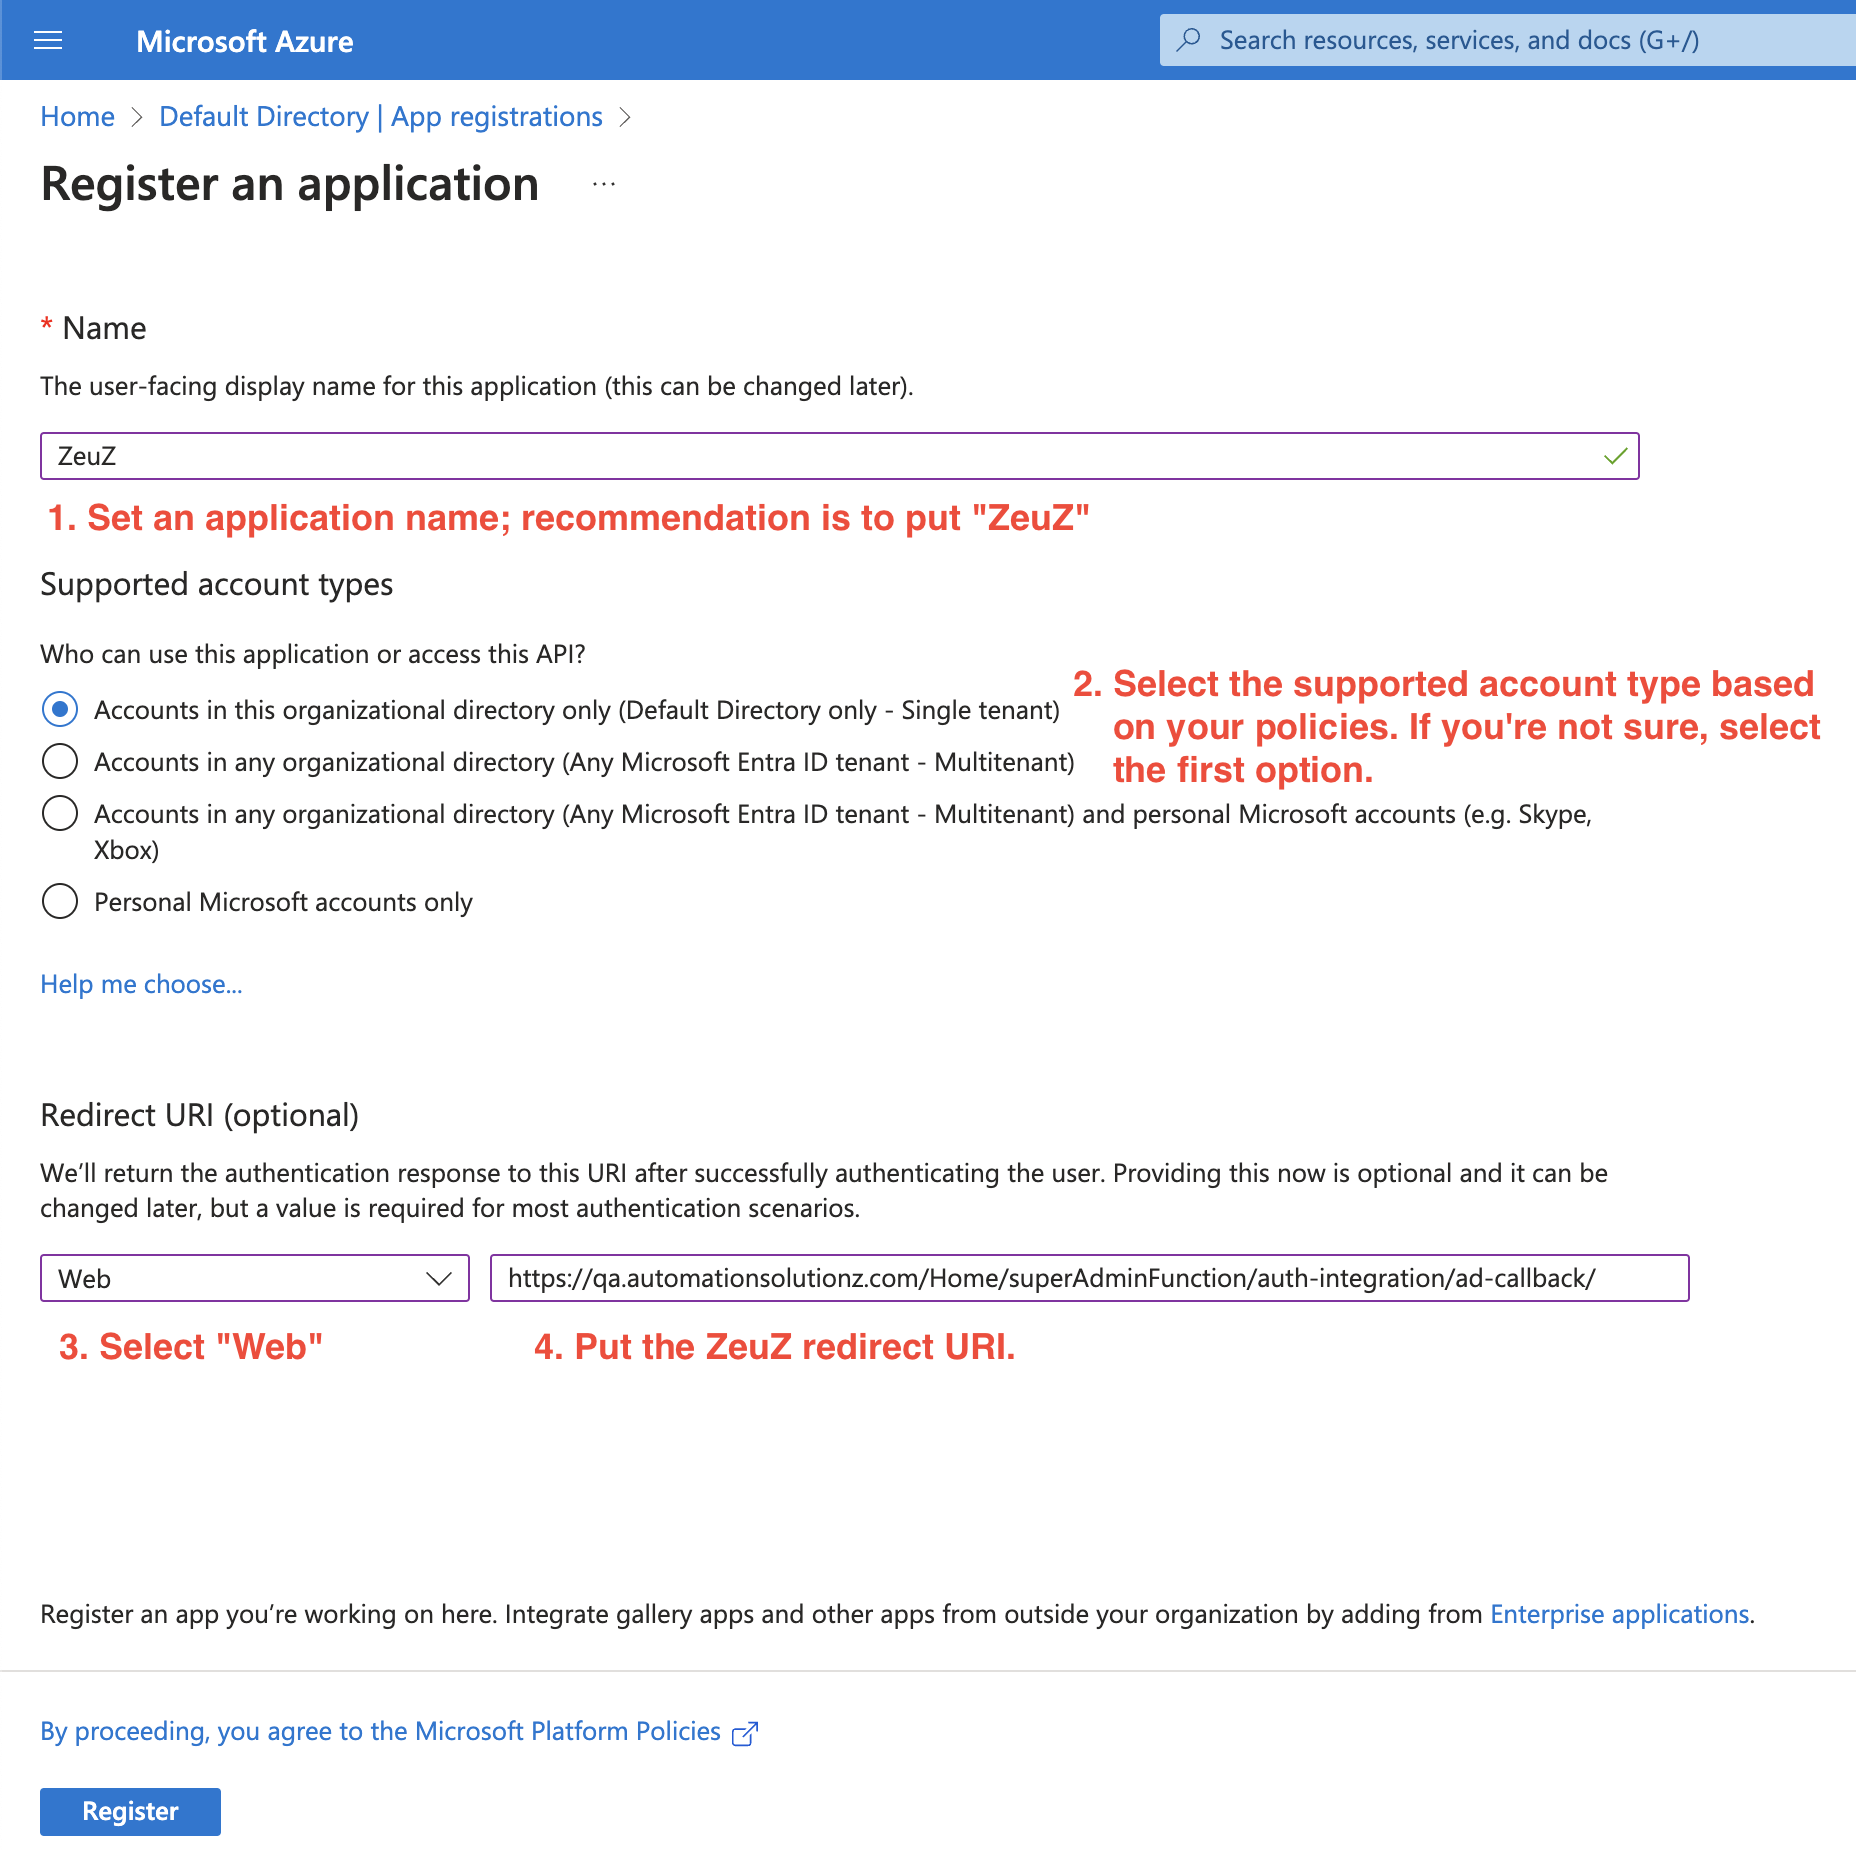 Microsoft Azure
Search resources, services, and docs (G+/)
Home > Default Directory | App registrations >
Register an application ...
* Name
The user-facing display name for this application (this can be changed later).
ZeuZ
1. Set an application name; recommendation is to put "ZeuZ"
Supported account types
Who can use this application or access this API?
Accounts in this organizational directory only (Default Directory only - Single tenant)
Accounts in any organizational directory (Any Microsoft Entra ID tenant - Multitenant)
Accounts in any organizational directory (Any Microsoft Entra ID tenant - Multitenant) and personal Microsoft accounts (e.g. Skype,
Xbox)
Personal Microsoft accounts only
2. Select the supported account type based
on your policies. If you're not sure, select
the first option.
Help me choose...
Redirect URI (optional)
We’ll return the authentication response to this URI after successfully authenticating the user. Providing this now is optional and it can be
changed later, but a value is required for most authentication scenarios.
Web
https://qa.automationsolutionz.com/Home/superAdminFunction/auth-integration/ad-callback/
3. Select "Web"
4. Put the ZeuZ redirect URI.
Register an app you’re working on here. Integrate gallery apps and other apps from outside your organization by adding from Enterprise applications.
By proceeding, you agree to the Microsoft Platform Policies
Register